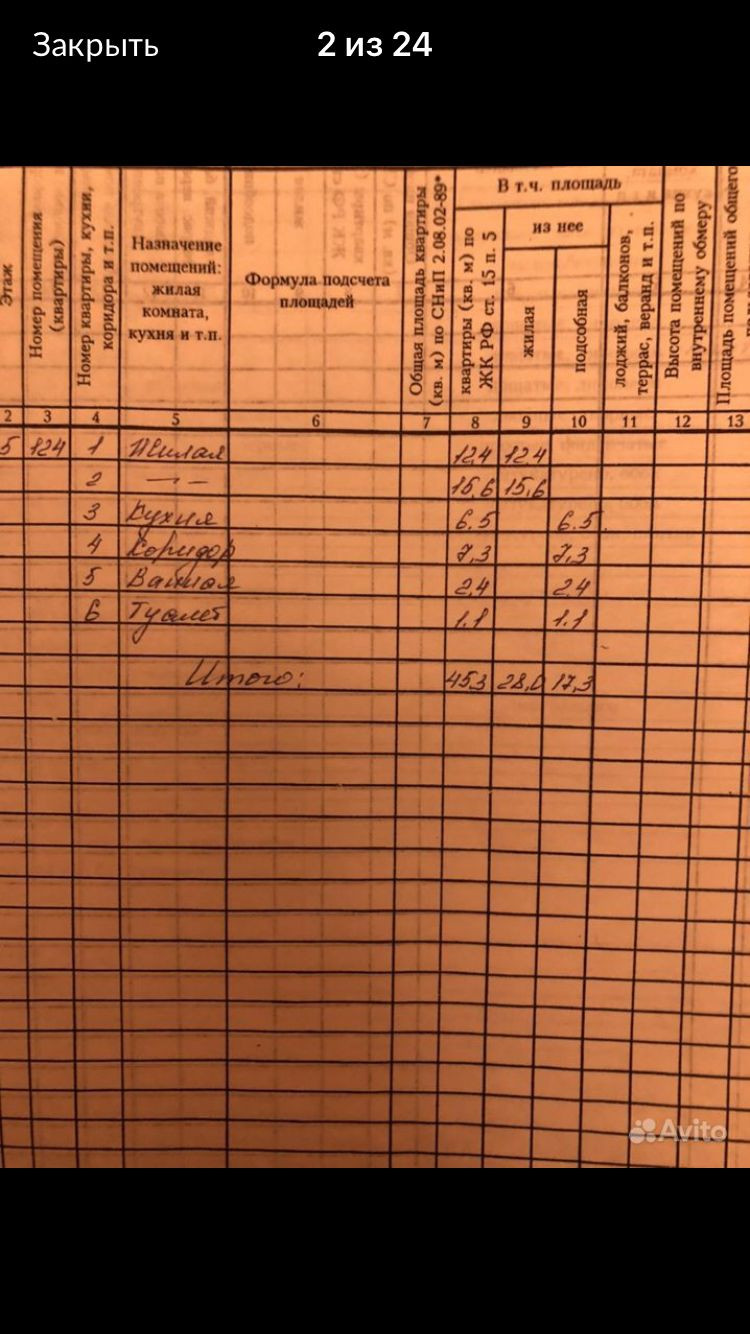 Закрыть 2 из 24
Этаж
Номер помещения (квартиры)
Номер квартиры, кухни, коридора и т.п.
Назначение
помещений:
жилая
комната,
кухня и т.п.
Формула подсчета
площадей
Общая площадь квартиры
(кв. м) по СНиП 2.08.02-89*
В т.ч. площадь
квартиры (кв. м) по
ЖК РФ ст. 15 п. 5
из нее
жилая
подсобная
лоджий, балконов,
террас, веранд и т.п.
Высота помещений по
внутреннему обмеру
Площадь помещений общего
2 3 4 5 6 7 8 9 10 11 12 13
5 124 1 Жилая 12,4 12,4
2 —"— 15,6 15,6
3 Кухня 6.5 6.5
4 Коридор 7,3 7,3
5 Ванная 2,4 2,4
6 Туалет 1.1 1.1
Итого: 45,3 28,0 17,3
Avito